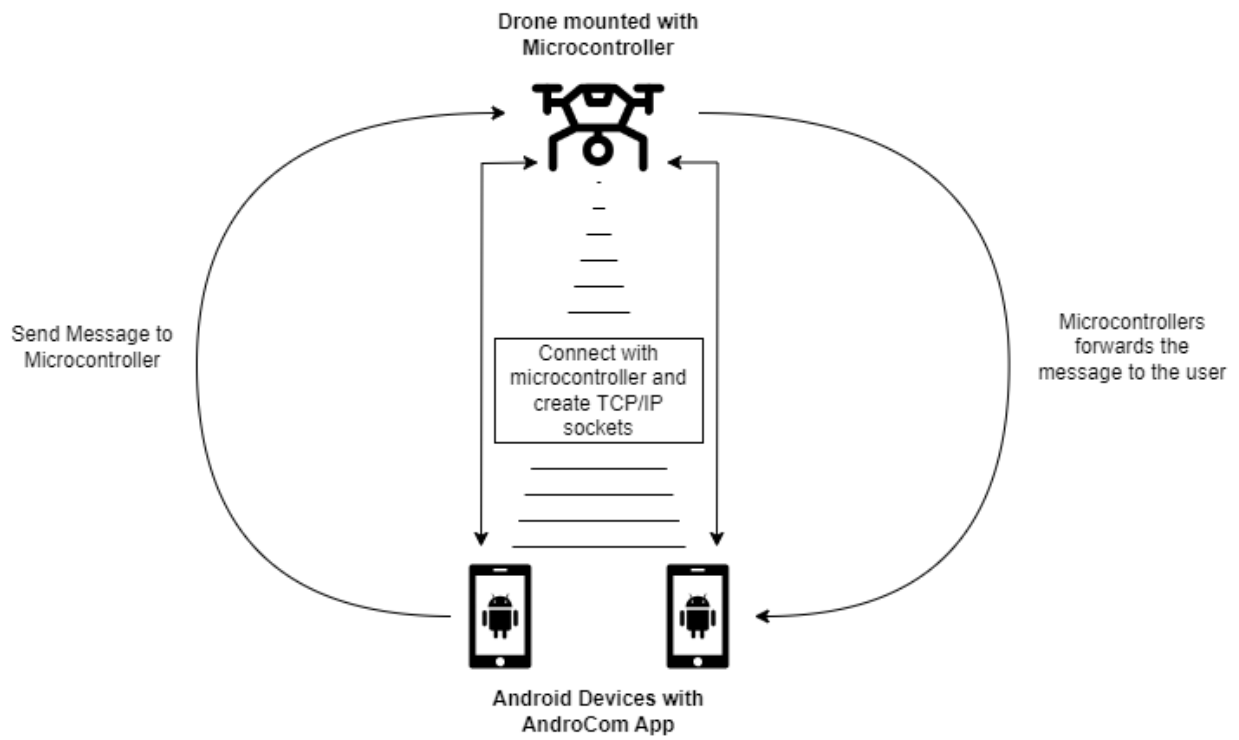 Drone mounted with
Microcontroller
Send Message to
Microcontroller
Connect with
microcontroller and
create TCP/IP
sockets
Microcontrollers
forwards the
message to the user
Android Devices with
AndroCom App